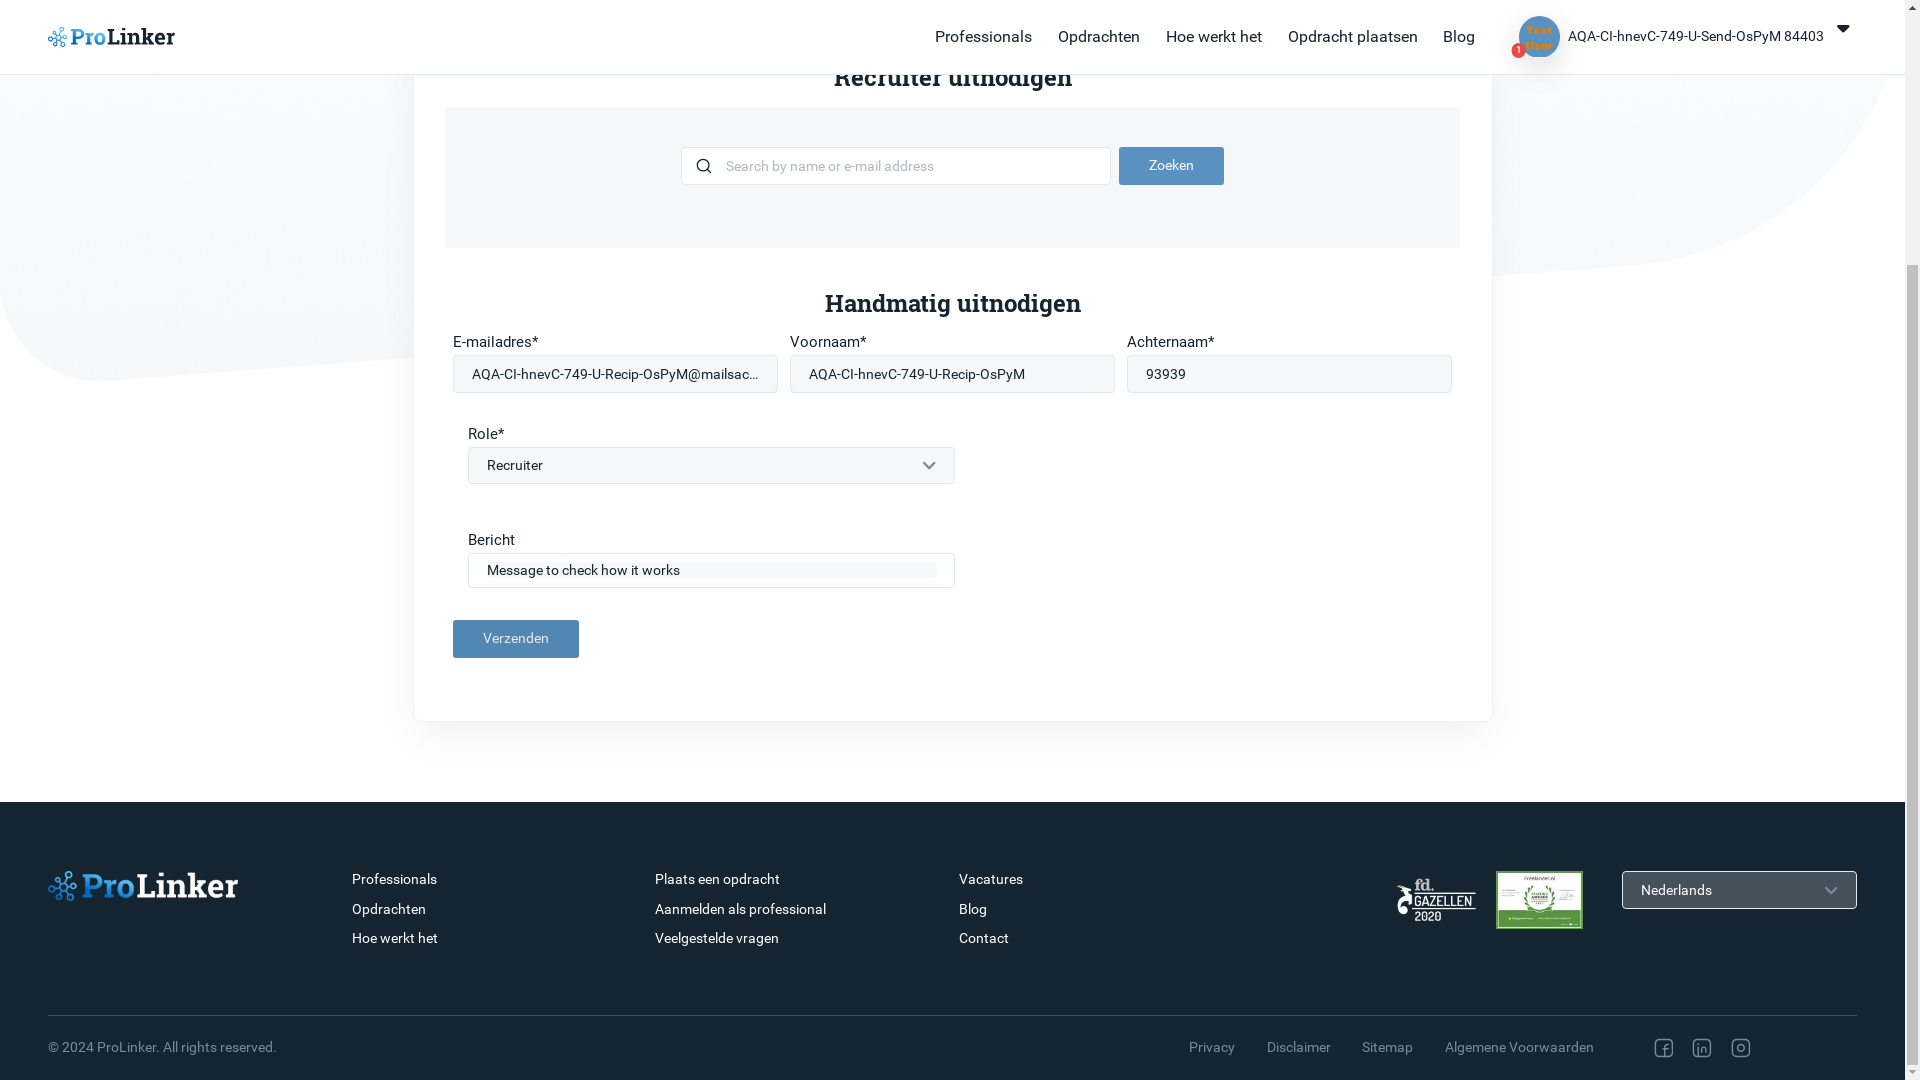 ProLinker
Professionals
Opdrachten
Hoe werkt het
Opdracht plaatsen
Blog
Test User
1
AQA-CI-hnevC-749-U-Send-OsPyM 84403
Recruiter uitnodigen
Search by name or e-mail address
Zoeken
Handmatig uitnodigen
E-mailadres*
Voornaam*
Achternaam*
AQA-CI-hnevC-749-U-Recip-OsPyM@mailsac...
AQA-CI-hnevC-749-U-Recip-OsPyM
93939
Role*
Recruiter
Bericht
Message to check how it works
Verzenden
ProLinker
Professionals
Opdrachten
Hoe werkt het
Plaats een opdracht
Aanmelden als professional
Veelgestelde vragen
Vacatures
Blog
Contact
fd.
GAZELLEN
2020
Freelancer.nl
Nederlands
© 2024 ProLinker. All rights reserved.
Privacy
Disclaimer
Sitemap
Algemene Voorwaarden